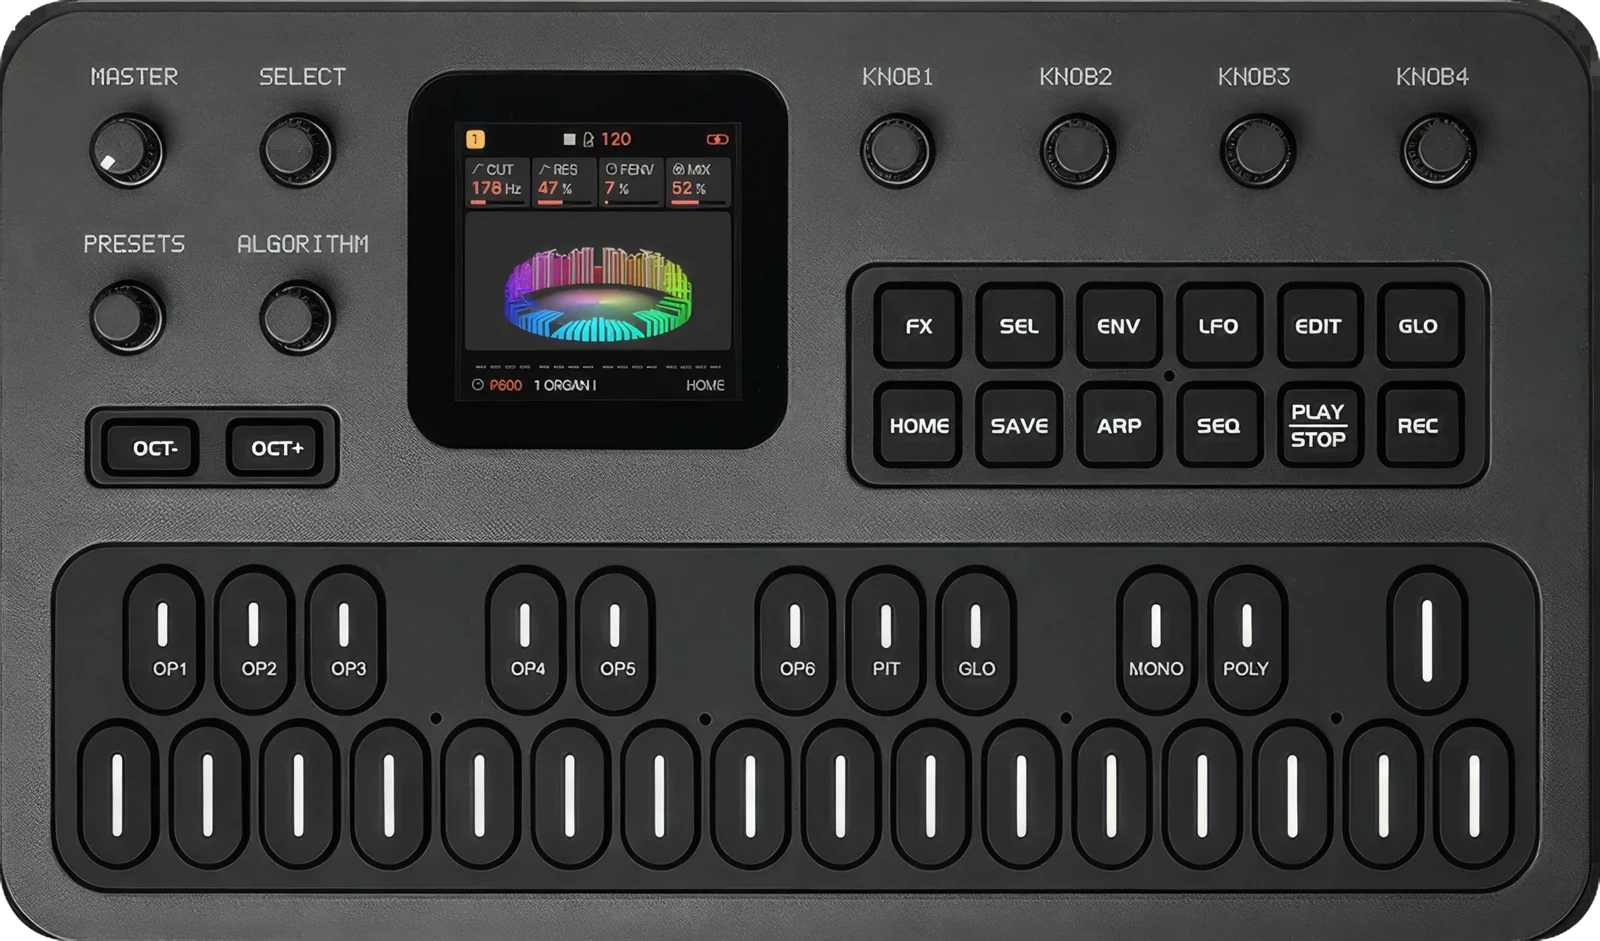 MASTER SELECT
KNOB1 KNOB2 KNOB3 KNOB4
1 120
CUT RES FENV MIX
178 Hz 47 % 7 % 52 %
PRESETS ALGORITHM
P600 1 ORGAN I HOME
FX SEL ENV LFO EDIT GLO
HOME SAVE ARP SEQ PLAY
STOP REC
OCT- OCT+
OP1 OP2 OP3 OP4 OP5 OP6 PIT GLO MONO POLY